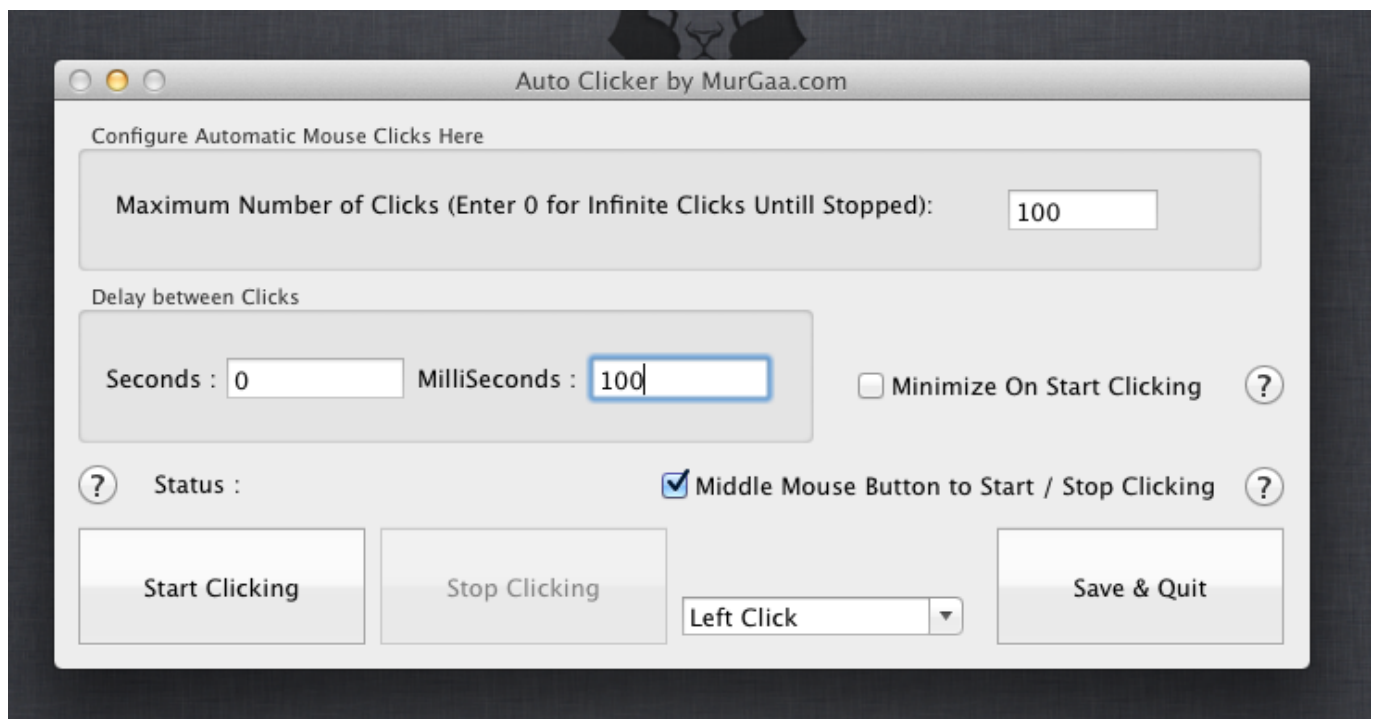 Auto Clicker by MurGaa.com
Configure Automatic Mouse Clicks Here
Maximum Number of Clicks (Enter 0 for Infinite Clicks Untill Stopped): 100
Delay between Clicks
Seconds : 0 MilliSeconds : 100
Minimize On Start Clicking ?
? Status : Middle Mouse Button to Start / Stop Clicking ?
Start Clicking Stop Clicking Left Click Save & Quit